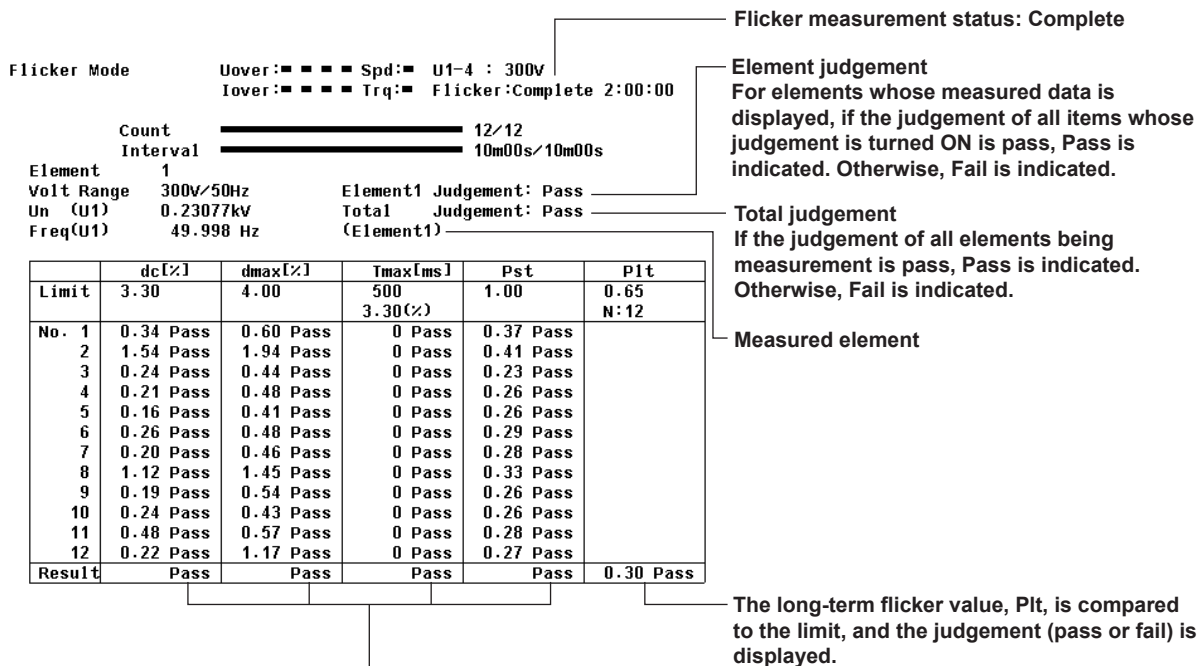 Flicker measurement status: Complete
Flicker Mode Uover: Spd: U1-4 : 300V
Iover: Trq: Flicker:Complete 2:00:00
Count 12/12
Interval 10m00s/10m00s
Element 1
Volt Range 300V/50Hz Element1 Judgement: Pass
Un (U1) 0.23077kV Total Judgement: Pass
Freq(U1) 49.998 Hz (Element1)
dc[%] dmax[%] Tmax[ms] Pst Plt
Limit 3.30 4.00 500 1.00 0.65
3.30(%) N:12
No. 1 0.34 Pass 0.60 Pass 0 Pass 0.37 Pass
2 1.54 Pass 1.94 Pass 0 Pass 0.41 Pass
3 0.24 Pass 0.44 Pass 0 Pass 0.23 Pass
4 0.21 Pass 0.48 Pass 0 Pass 0.26 Pass
5 0.16 Pass 0.41 Pass 0 Pass 0.26 Pass
6 0.26 Pass 0.48 Pass 0 Pass 0.29 Pass
7 0.20 Pass 0.46 Pass 0 Pass 0.28 Pass
8 1.12 Pass 1.45 Pass 0 Pass 0.33 Pass
9 0.19 Pass 0.54 Pass 0 Pass 0.26 Pass
10 0.24 Pass 0.43 Pass 0 Pass 0.26 Pass
11 0.48 Pass 0.57 Pass 0 Pass 0.28 Pass
12 0.22 Pass 1.17 Pass 0 Pass 0.27 Pass
Result Pass Pass Pass Pass 0.30 Pass
Element judgement
For elements whose measured data is
displayed, if the judgement of all items whose
judgement is turned ON is pass, Pass is
indicated. Otherwise, Fail is indicated.
Total judgement
If the judgement of all elements being
measurement is pass, Pass is indicated.
Otherwise, Fail is indicated.
Measured element
The long-term flicker value, Plt, is compared
to the limit, and the judgement (pass or fail) is
displayed.